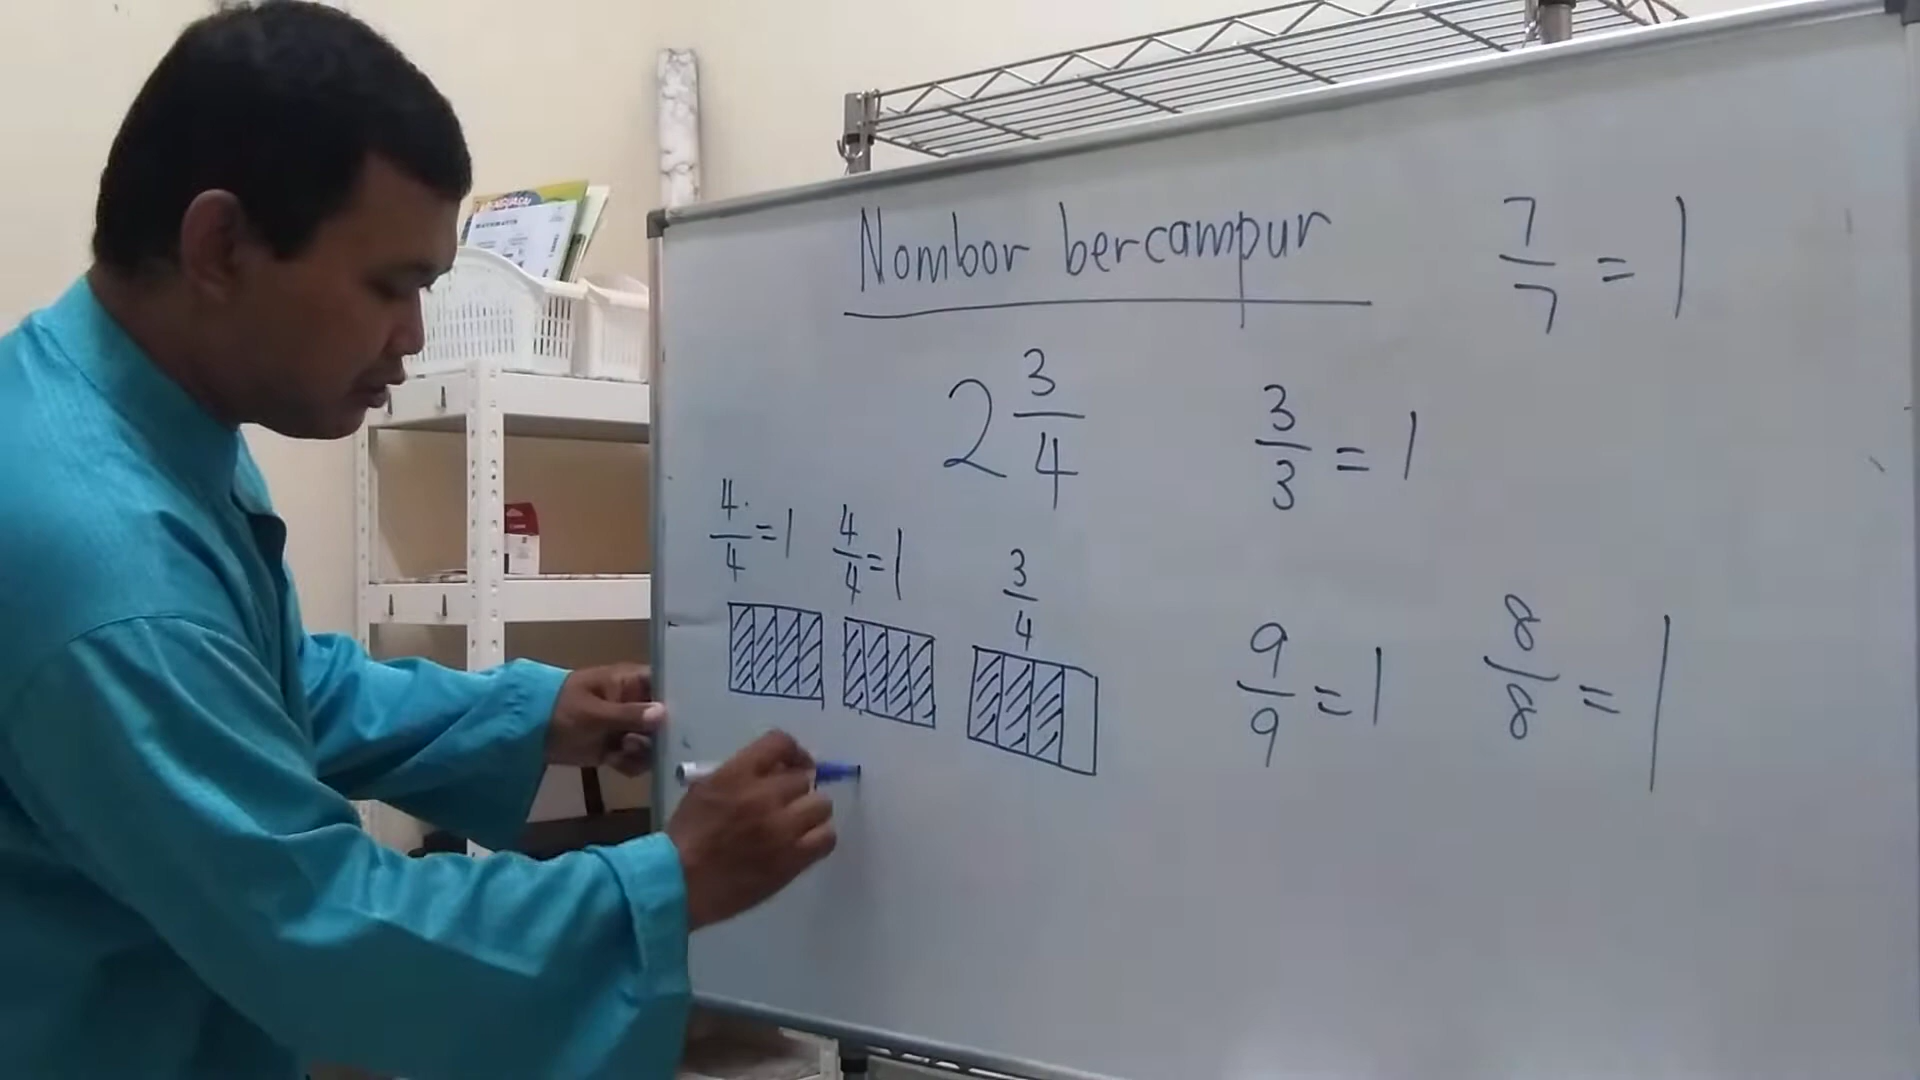 Nombor bercampur
7/7 = 1
2 3/4
3/3 = 1
4/4 = 1
4/4 = 1
3/4
9/9 = 1
8/8 = 1
MATEMATIK